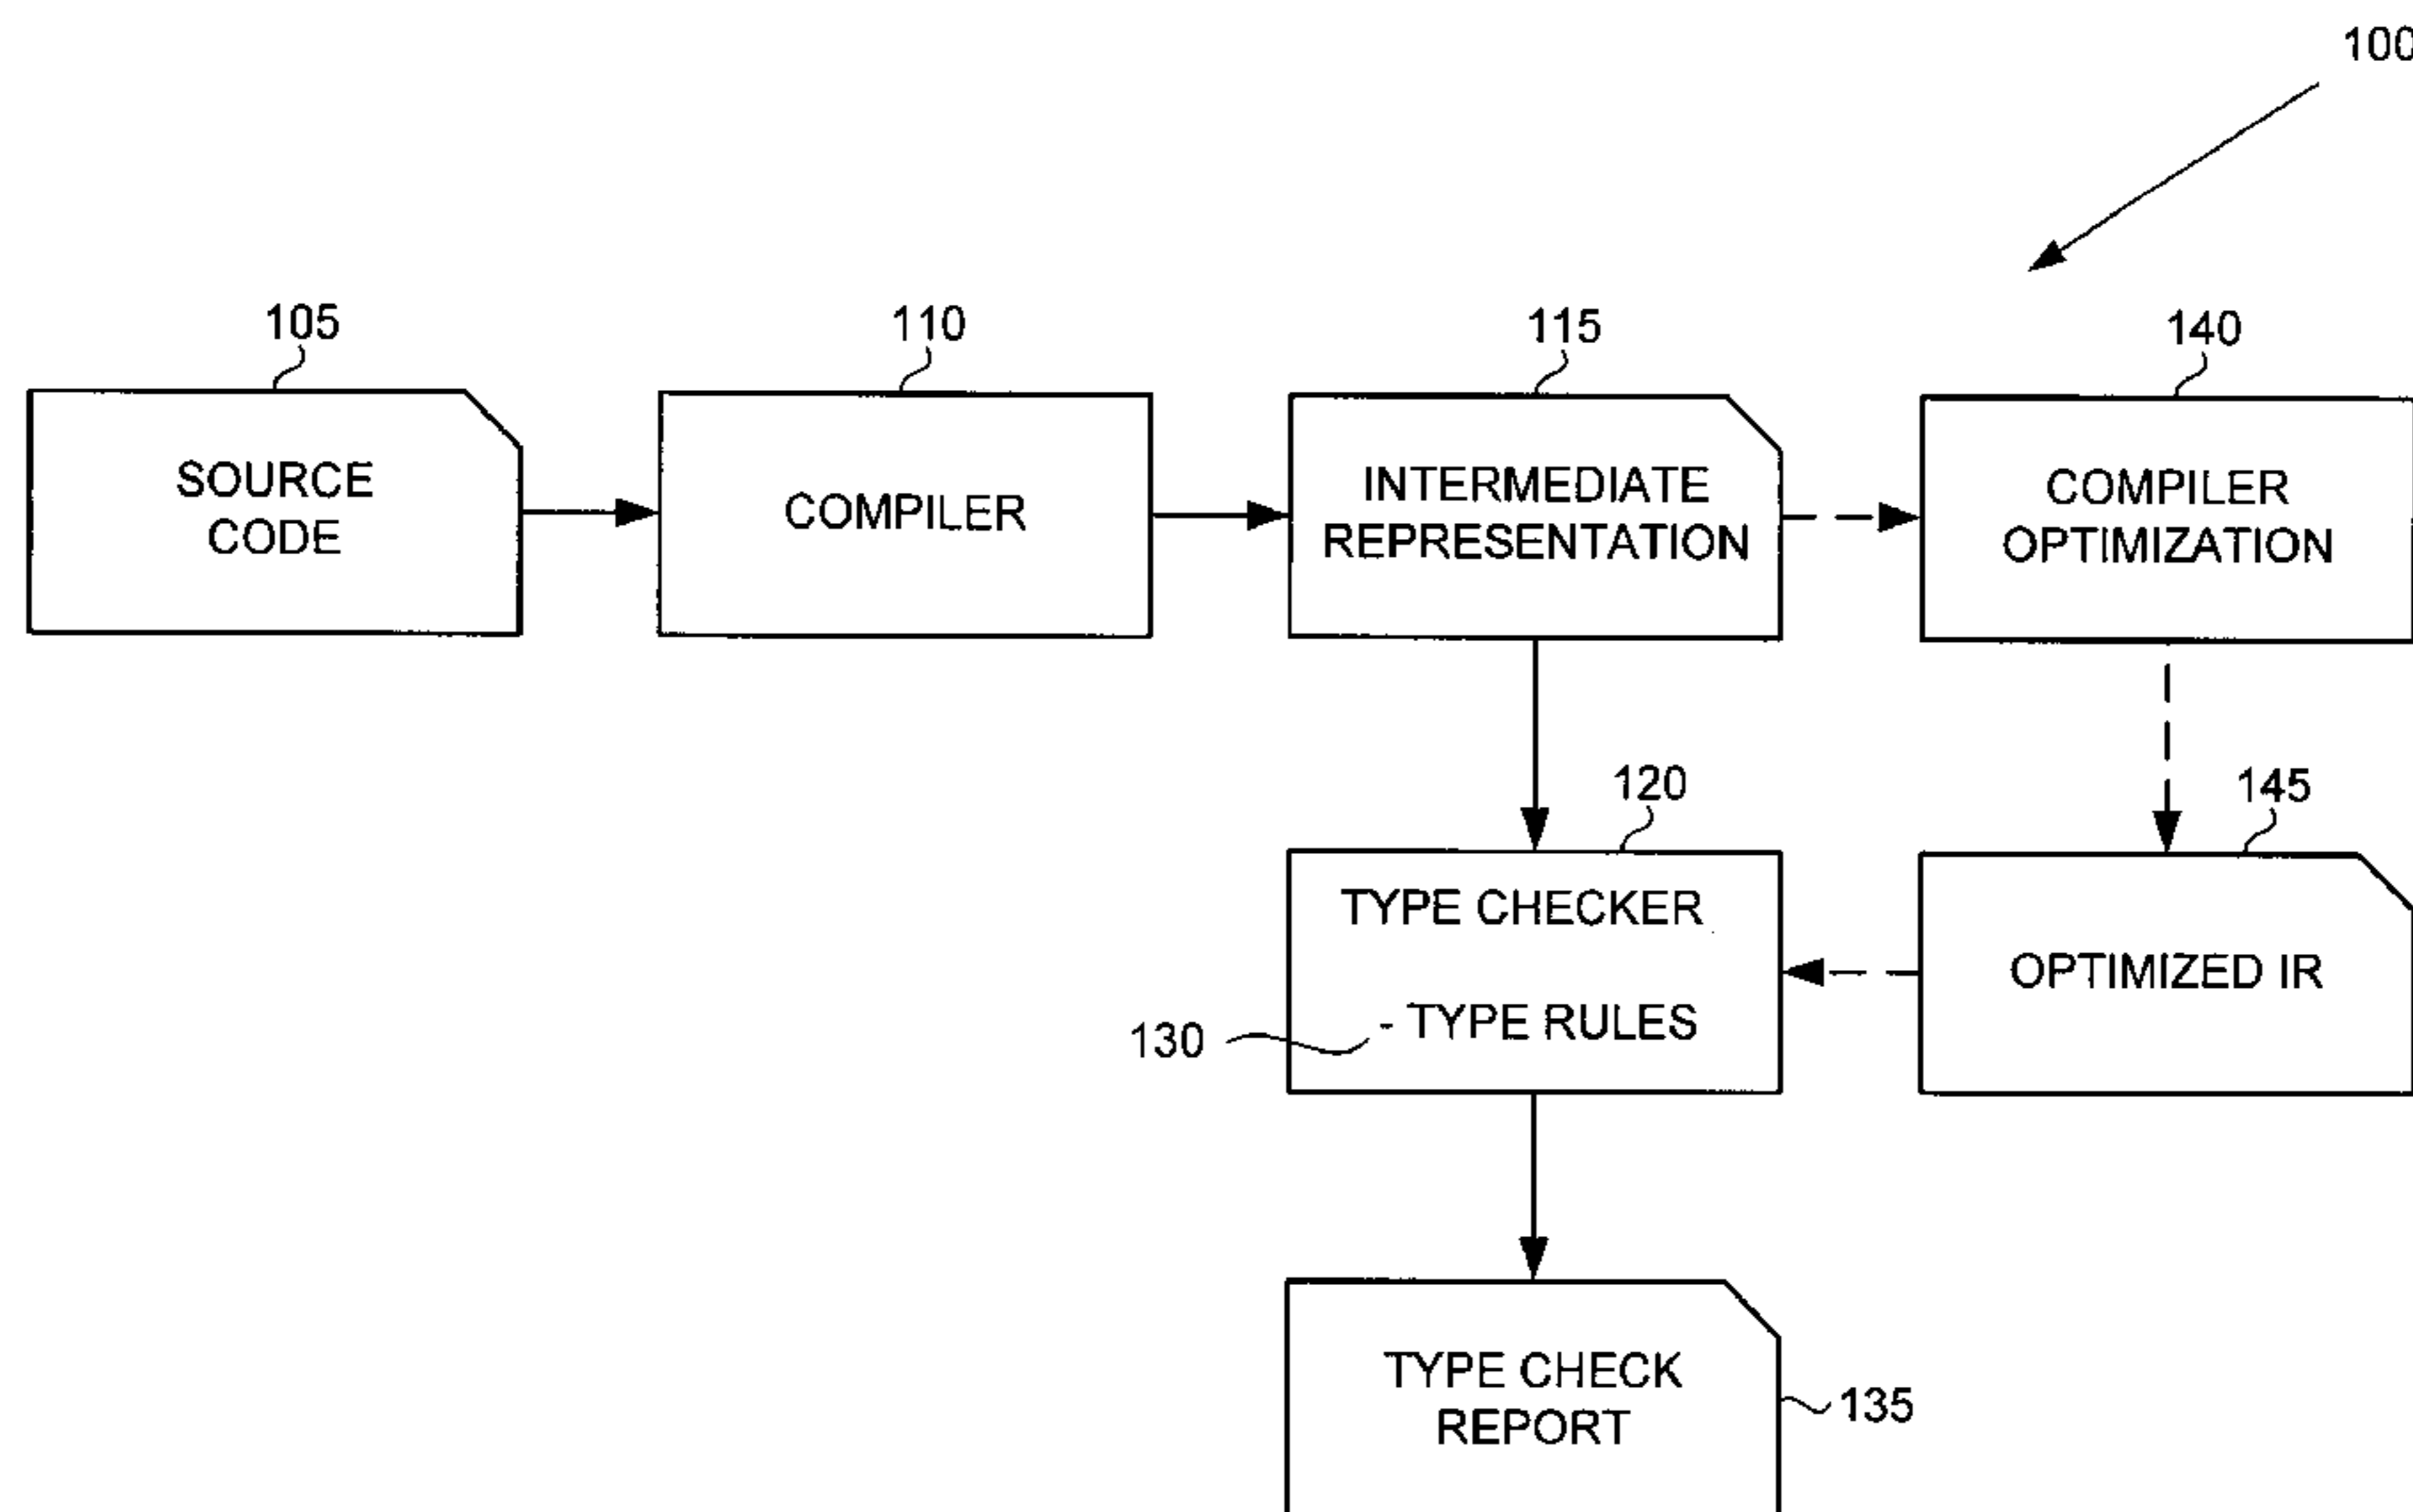 100
105
110
115
140
SOURCE
CODE
COMPILER
INTERMEDIATE
REPRESENTATION
COMPILER
OPTIMIZATION
120
145
TYPE CHECKER
- TYPE RULES
130
OPTIMIZED IR
TYPE CHECK
REPORT
135